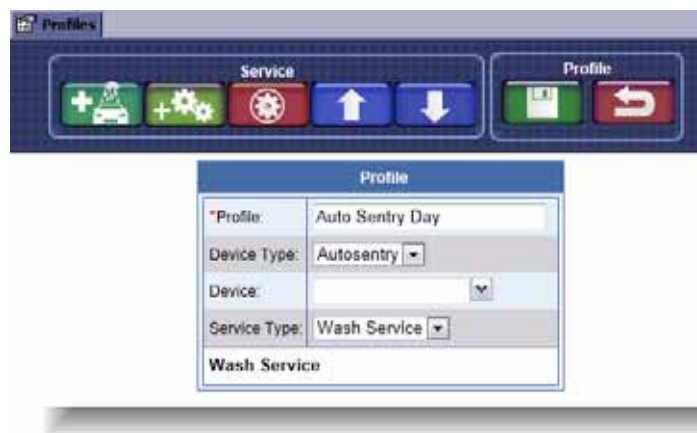 Profiles
Service
Profile
Profile
*Profile: Auto Sentry Day
Device Type: Autosentry
Device:
Service Type: Wash Service
Wash Service